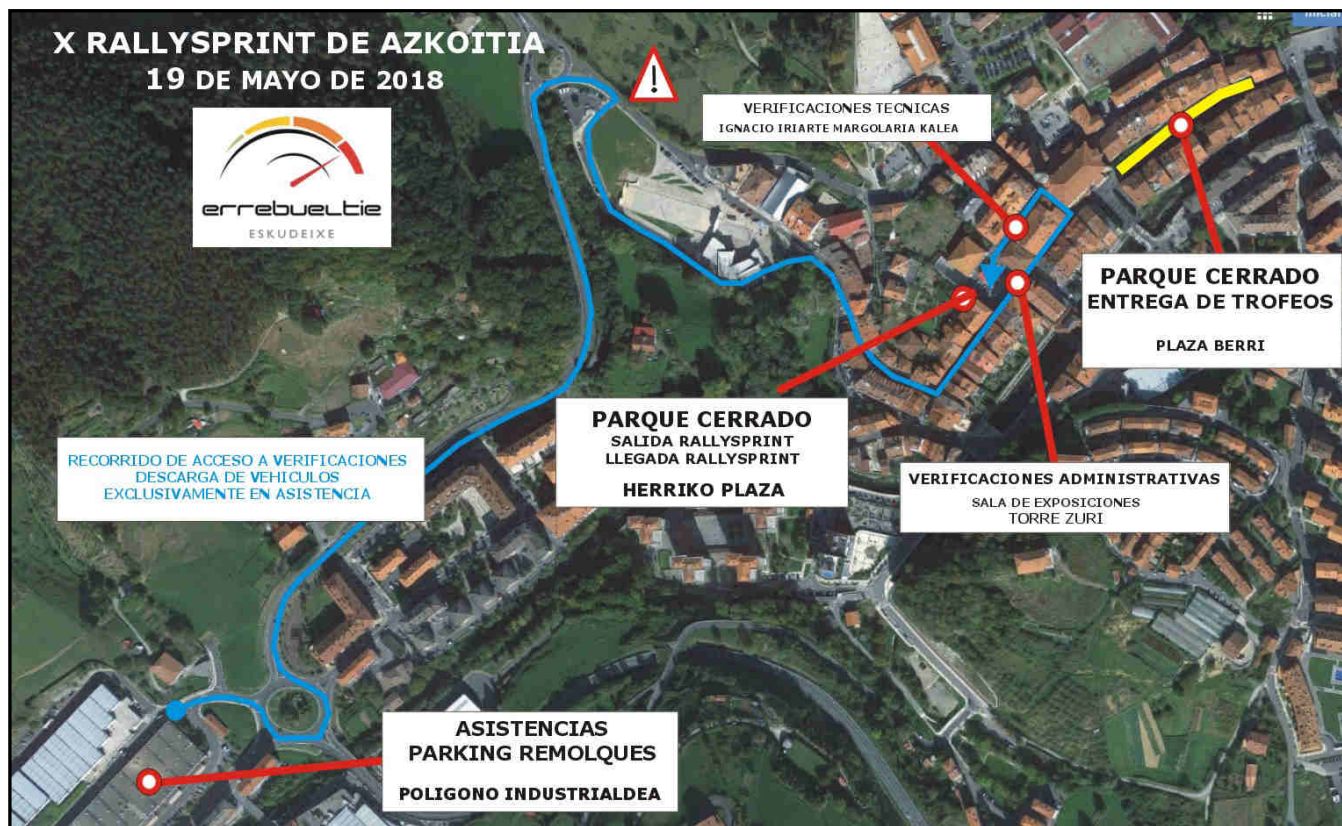 X RALLYSPRINT DE AZKOITIA
19 DE MAYO DE 2018
errebueltie
ESKUDEIXE
VERIFICACIONES TECNICAS
IGNACIO IRIARTE MARGOLARIA KALEA
PARQUE CERRADO
ENTREGA DE TROFEOS
PLAZA BERRI
PARQUE CERRADO
SALIDA RALLYSPRINT
LLEGADA RALLYSPRINT
HERRIKO PLAZA
RECORRIDO DE ACCESO A VERIFICACIONES
DESCARGA DE VEHICULOS
EXCLUSIVAMENTE EN ASISTENCIA
VERIFICACIONES ADMINISTRATIVAS
SALA DE EXPOSICIONES
TORRE ZURI
ASISTENCIAS
PARKING REMOLQUES
POLIGONO INDUSTRIALDEA